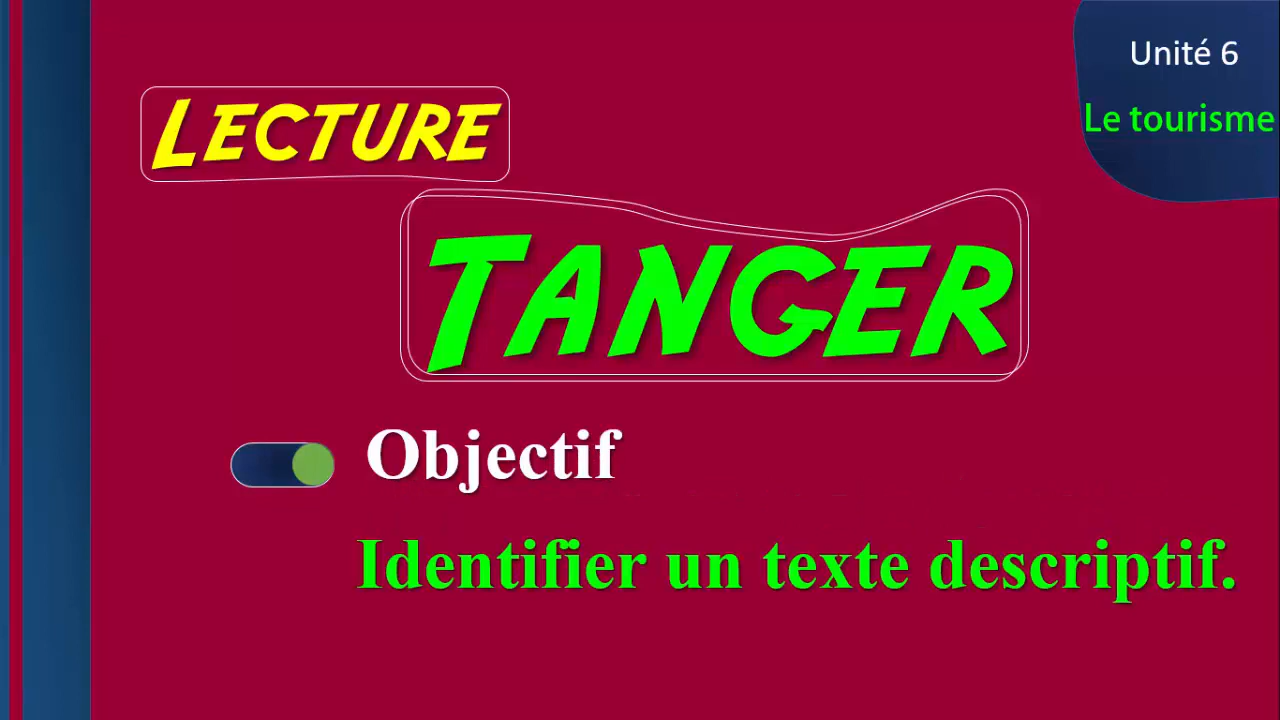 Unité 6
Le tourisme
LECTURE
TANGER
Objectif
Identifier un texte descriptif.